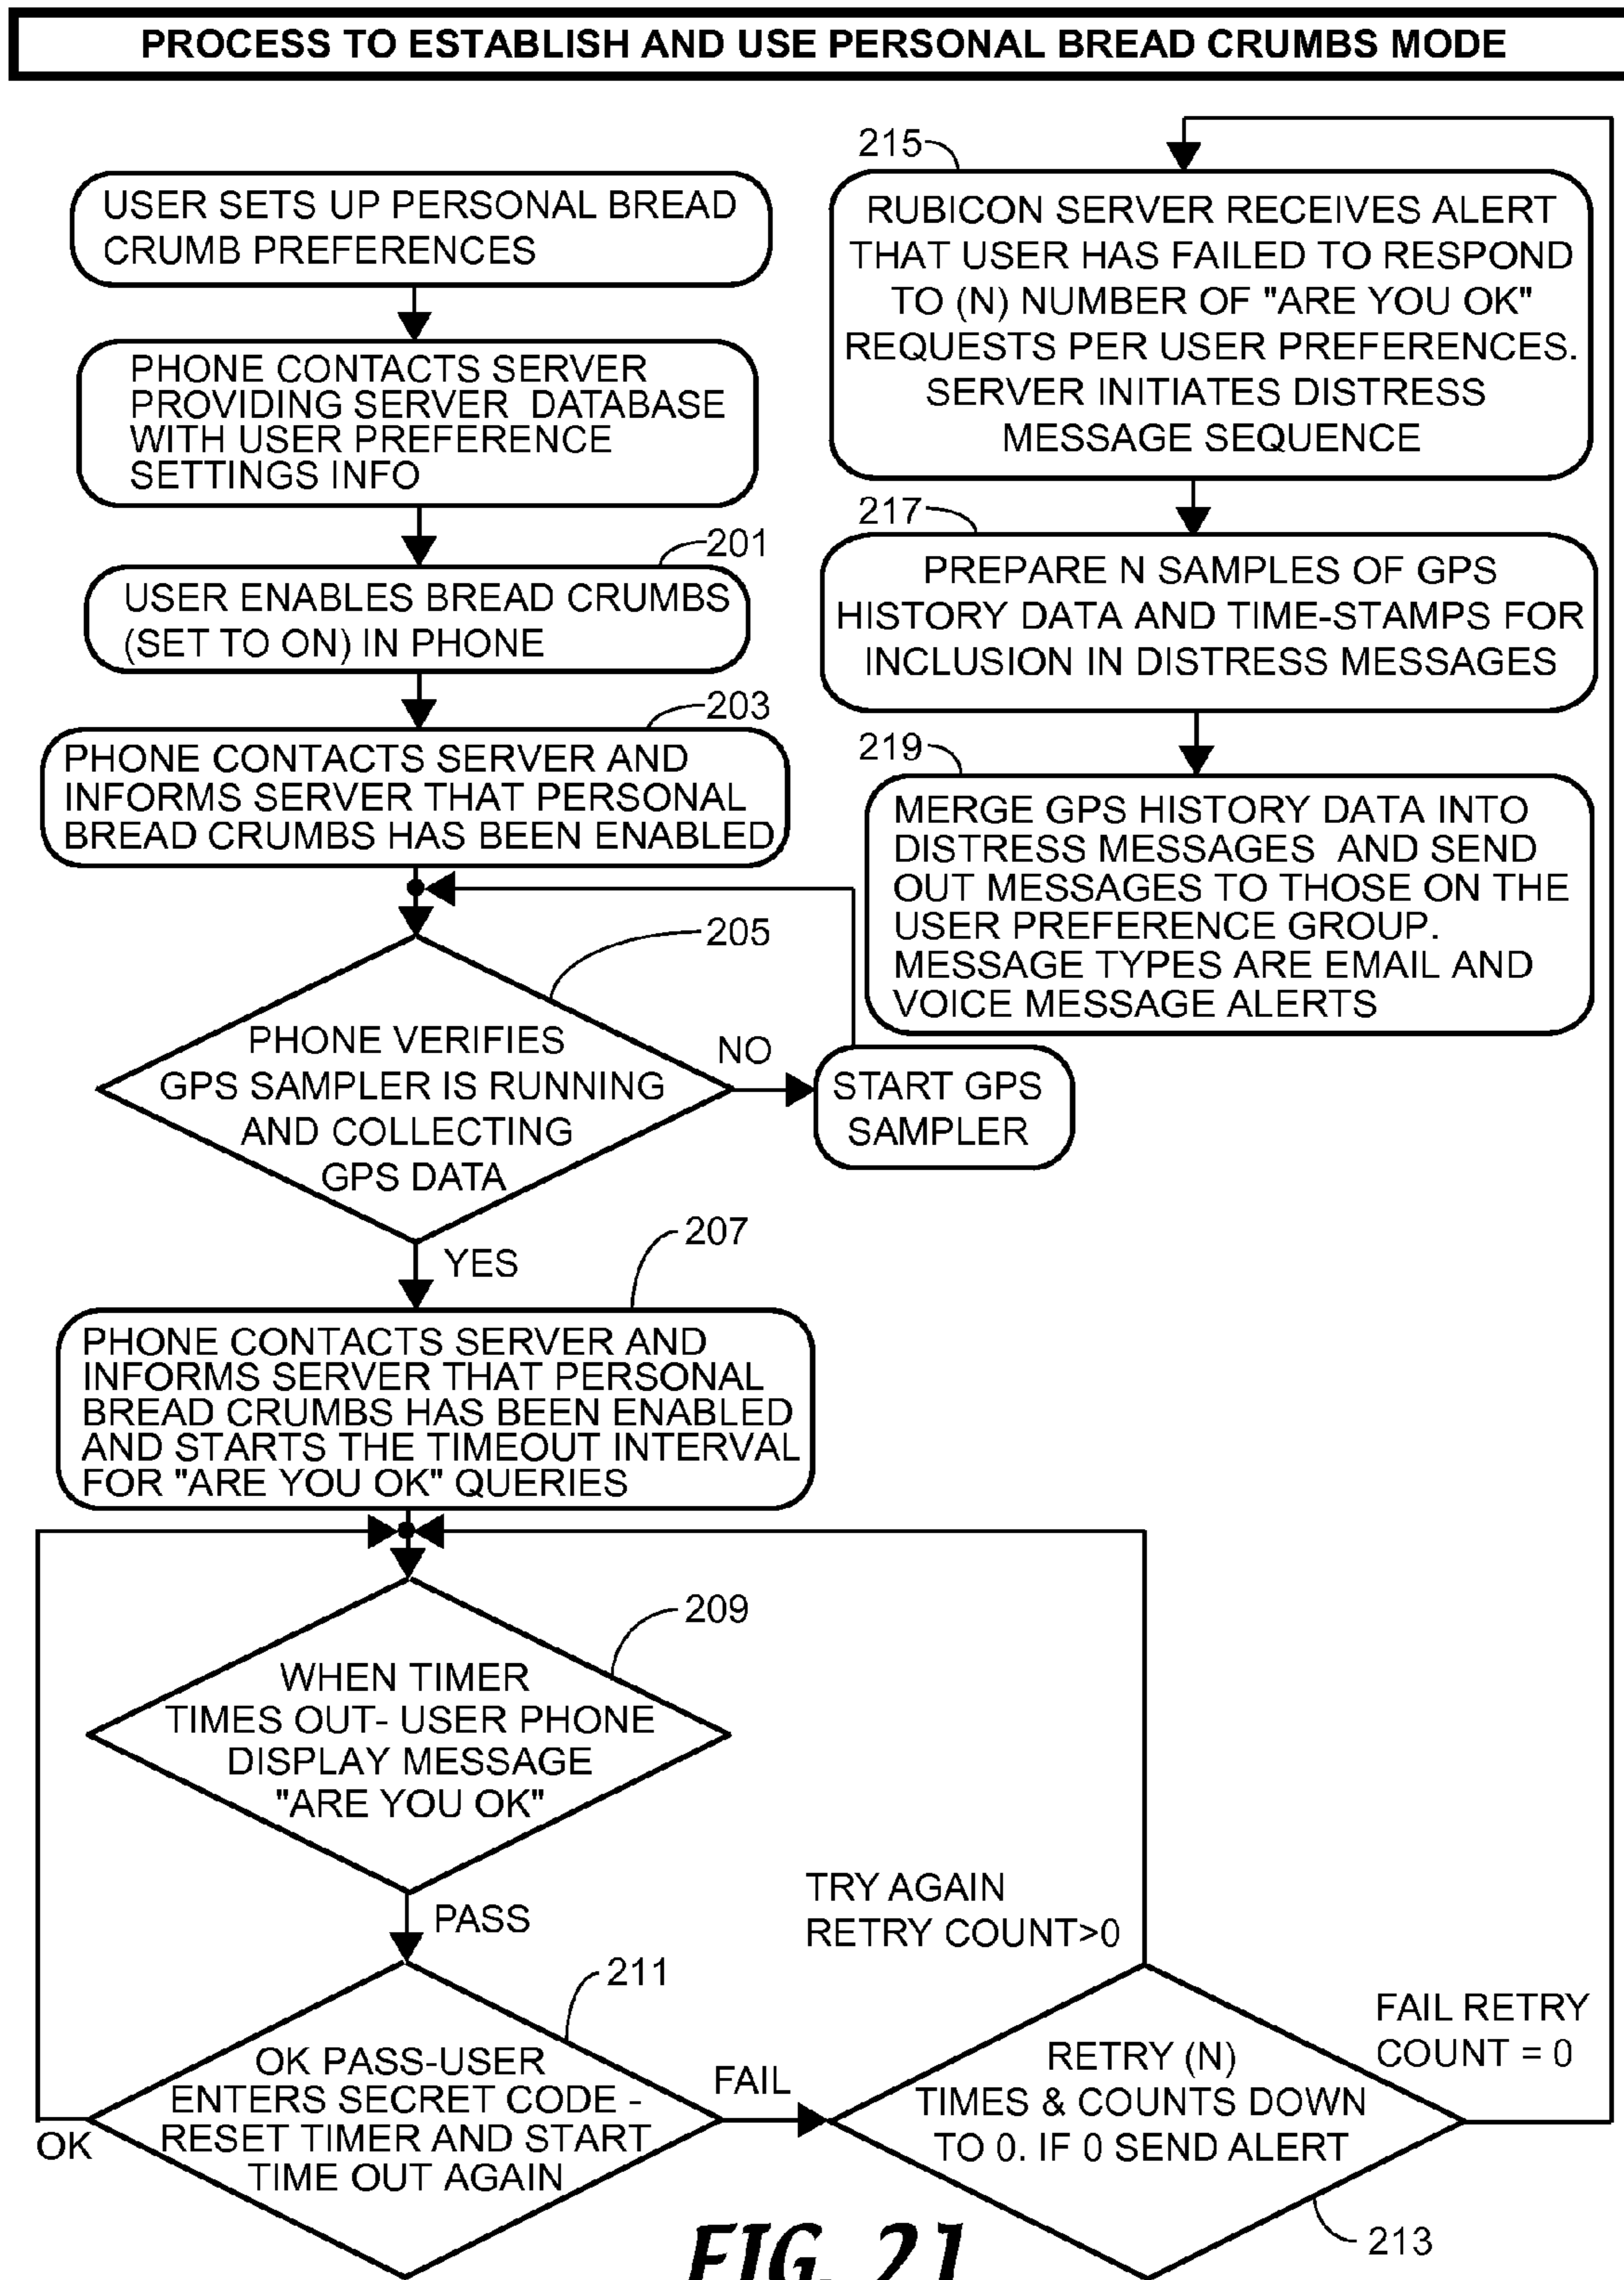 PROCESS TO ESTABLISH AND USE PERSONAL BREAD CRUMBS MODE
USER SETS UP PERSONAL BREAD
CRUMB PREFERENCES
PHONE CONTACTS SERVER
PROVIDING SERVER DATABASE
WITH USER PREFERENCE
SETTINGS INFO
201
USER ENABLES BREAD CRUMBS
(SET TO ON) IN PHONE
203
PHONE CONTACTS SERVER AND
INFORMS SERVER THAT PERSONAL
BREAD CRUMBS HAS BEEN ENABLED
205
PHONE VERIFIES
GPS SAMPLER IS RUNNING
AND COLLECTING
GPS DATA
NO
START GPS
SAMPLER
YES
207
PHONE CONTACTS SERVER AND
INFORMS SERVER THAT PERSONAL
BREAD CRUMBS HAS BEEN ENABLED
AND STARTS THE TIMEOUT INTERVAL
FOR "ARE YOU OK" QUERIES
209
WHEN TIMER
TIMES OUT- USER PHONE
DISPLAY MESSAGE
"ARE YOU OK"
PASS
211
OK PASS-USER
ENTERS SECRET CODE -
RESET TIMER AND START
TIME OUT AGAIN
OK
FAIL
TRY AGAIN
RETRY COUNT>0
RETRY (N)
TIMES & COUNTS DOWN
TO 0. IF 0 SEND ALERT
213
FAIL RETRY
COUNT = 0
215
RUBICON SERVER RECEIVES ALERT
THAT USER HAS FAILED TO RESPOND
TO (N) NUMBER OF "ARE YOU OK"
REQUESTS PER USER PREFERENCES.
SERVER INITIATES DISTRESS
MESSAGE SEQUENCE
217
PREPARE N SAMPLES OF GPS
HISTORY DATA AND TIME-STAMPS FOR
INCLUSION IN DISTRESS MESSAGES
219
MERGE GPS HISTORY DATA INTO
DISTRESS MESSAGES AND SEND
OUT MESSAGES TO THOSE ON THE
USER PREFERENCE GROUP.
MESSAGE TYPES ARE EMAIL AND
VOICE MESSAGE ALERTS
FIG. 21